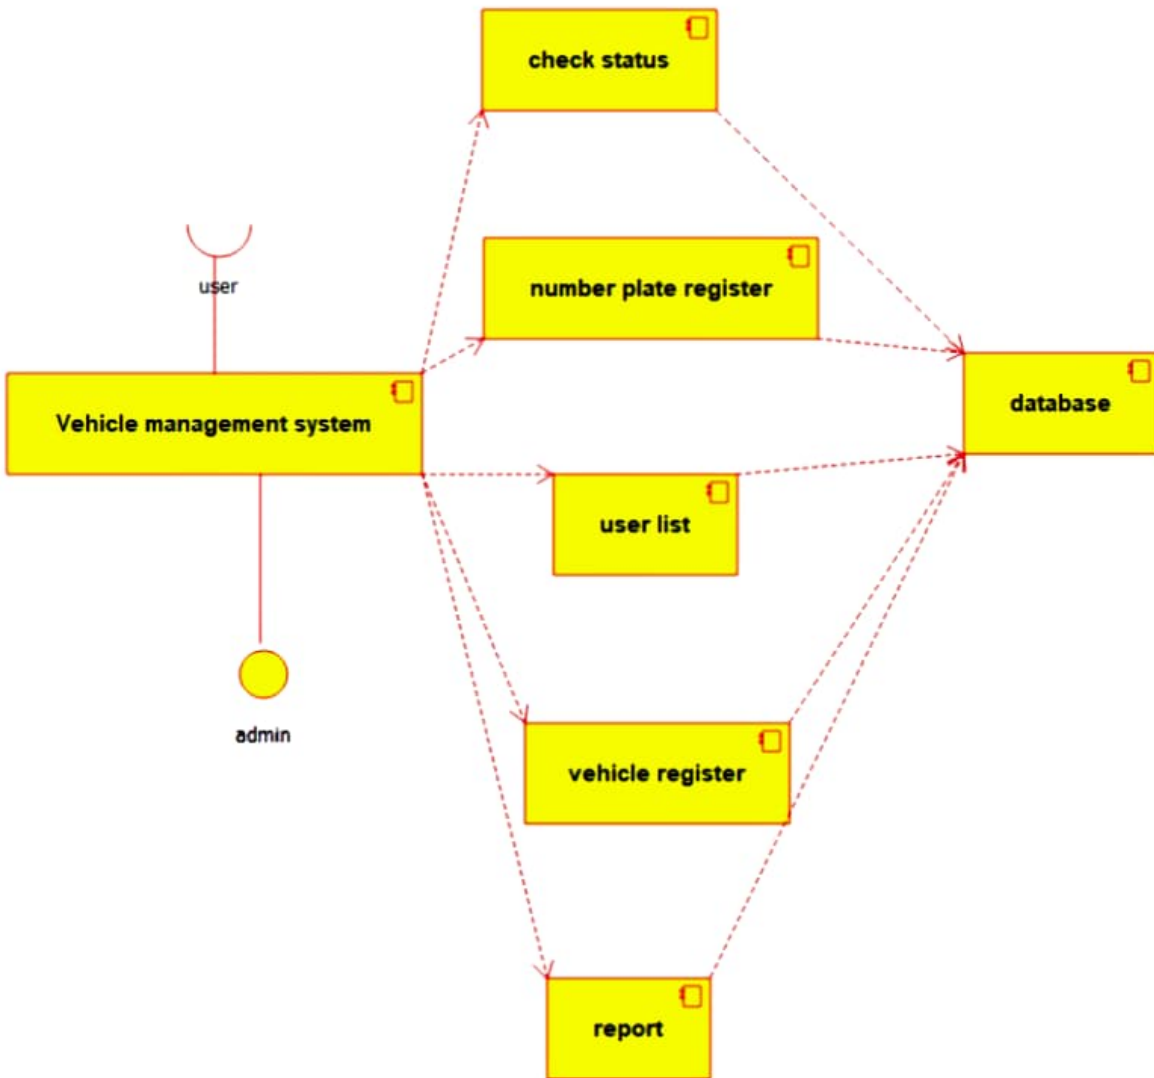 check status
number plate register
user
Vehicle management system
database
user list
admin
vehicle register
report